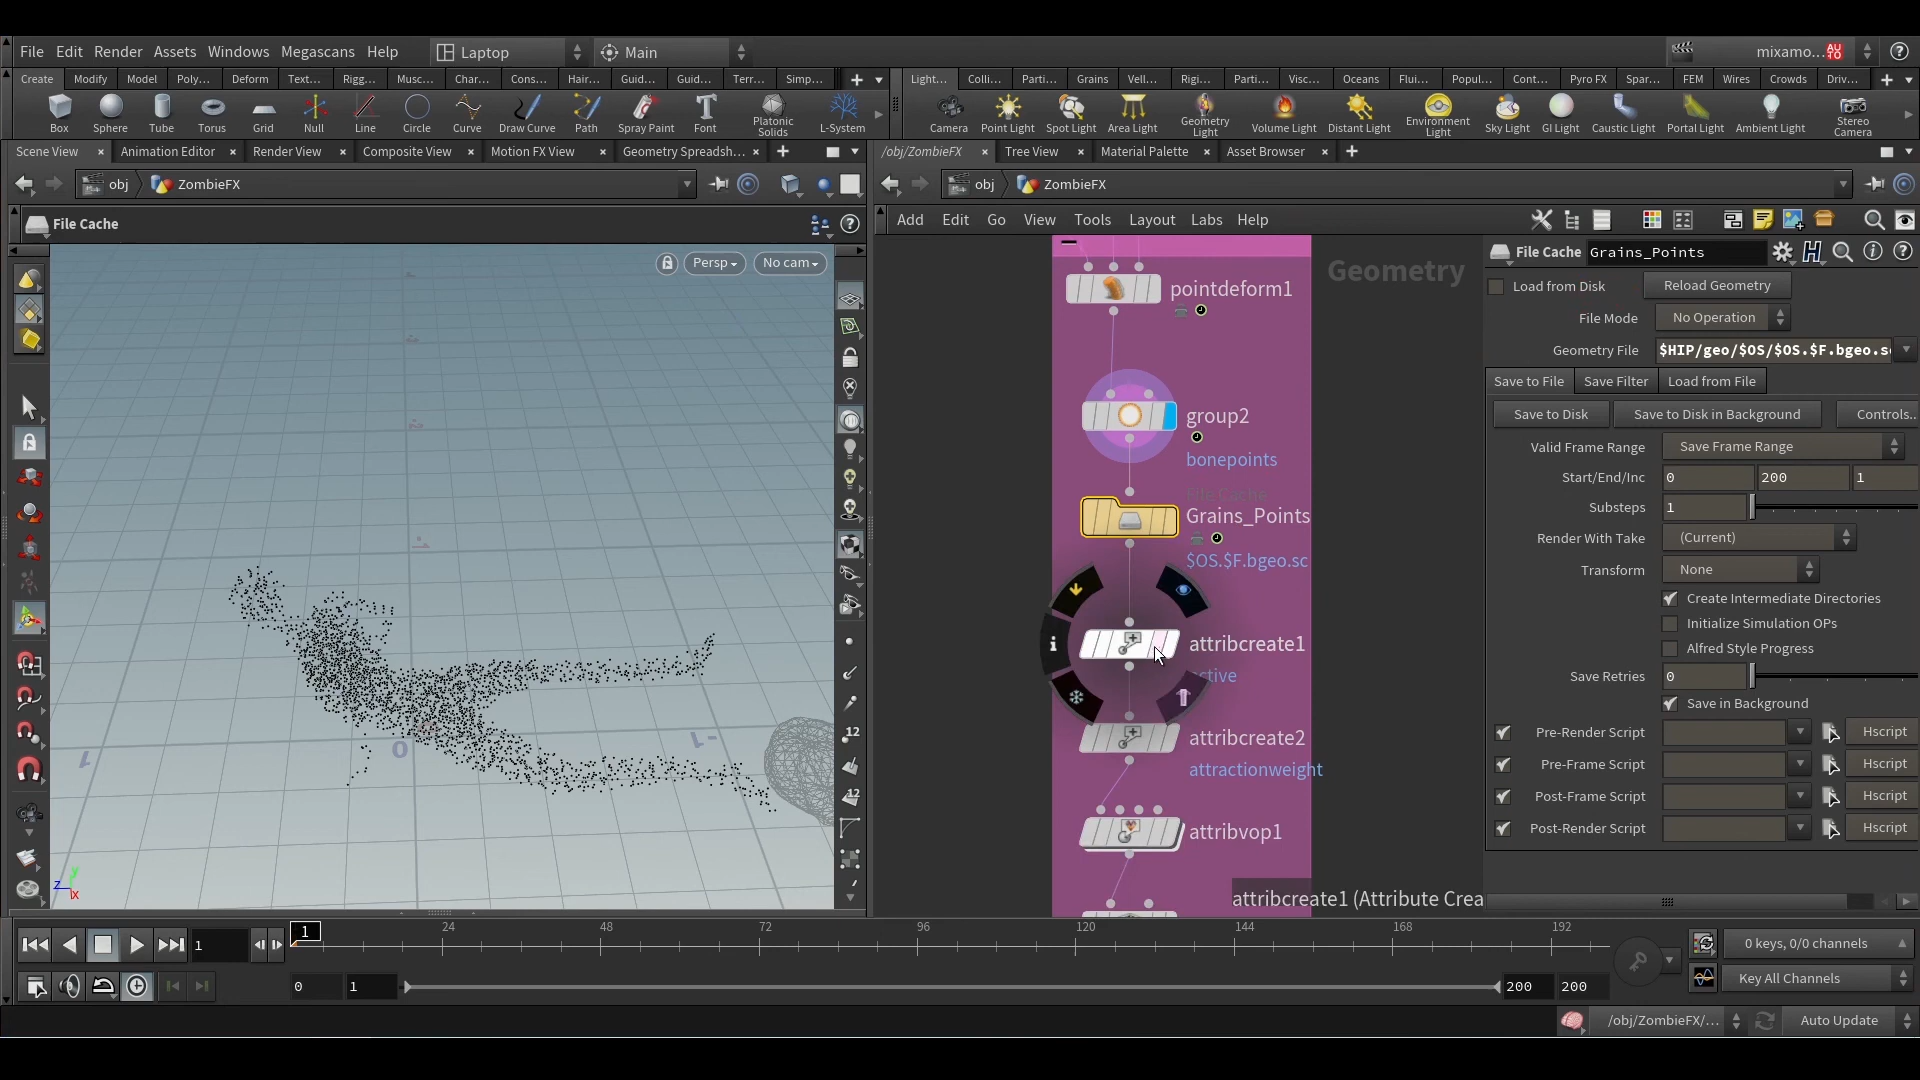 File Edit Render Assets Windows Megascans Help Laptop Main mixamo... AUTO
Create Modify Model Poly... Deform Text... Rigg... Musc... Char... Cons... Hair... Guid... Guid... Terr... Simp... Light... Colli... Parti... Grains Vell... Rigi... Parti... Visc... Oceans Flui... Popul... Cont... Pyro FX Spar... FEM Wires Crowds Driv...
Box Sphere Tube Torus Grid Null Line Circle Curve Draw Curve Path Spray Paint Font Platonic Solids L-System Camera Point Light Spot Light Area Light Geometry Light Volume Light Distant Light Environment Light Sky Light GI Light Caustic Light Portal Light Ambient Light Stereo Camera
Scene View Animation Editor Render View Composite View Motion FX View Geometry Spreadsh... /obj/ZombieFX Tree View Material Palette Asset Browser
obj ZombieFX obj ZombieFX
File Cache
Add Edit Go View Tools Layout Labs Help
Persp No cam
Geometry
pointdeform1
group2
bonepoints
File Cache
Grains_Points
$OS.$F.bgeo.sc
attribcreate1
active
attribcreate2
attractionweight
attribvop1
attribcreate1 (Attribute Crea
0
1
-1
12
12
z y x
File Cache Grains_Points
Load from Disk Reload Geometry
File Mode No Operation
Geometry File $HIP/geo/$OS/$OS.$F.bgeo.s
Save to File Save Filter Load from File
Save to Disk Save to Disk in Background Controls..
Valid Frame Range Save Frame Range
Start/End/Inc 0 200 1
Substeps 1
Render With Take (Current)
Transform None
Create Intermediate Directories
Initialize Simulation OPs
Alfred Style Progress
Save Retries 0
Save in Background
Pre-Render Script Hscript
Pre-Frame Script Hscript
Post-Frame Script Hscript
Post-Render Script Hscript
1 1 24 48 72 96 120 144 168 192
0 keys, 0/0 channels
0 1 200 200 Key All Channels
/obj/ZombieFX/... Auto Update